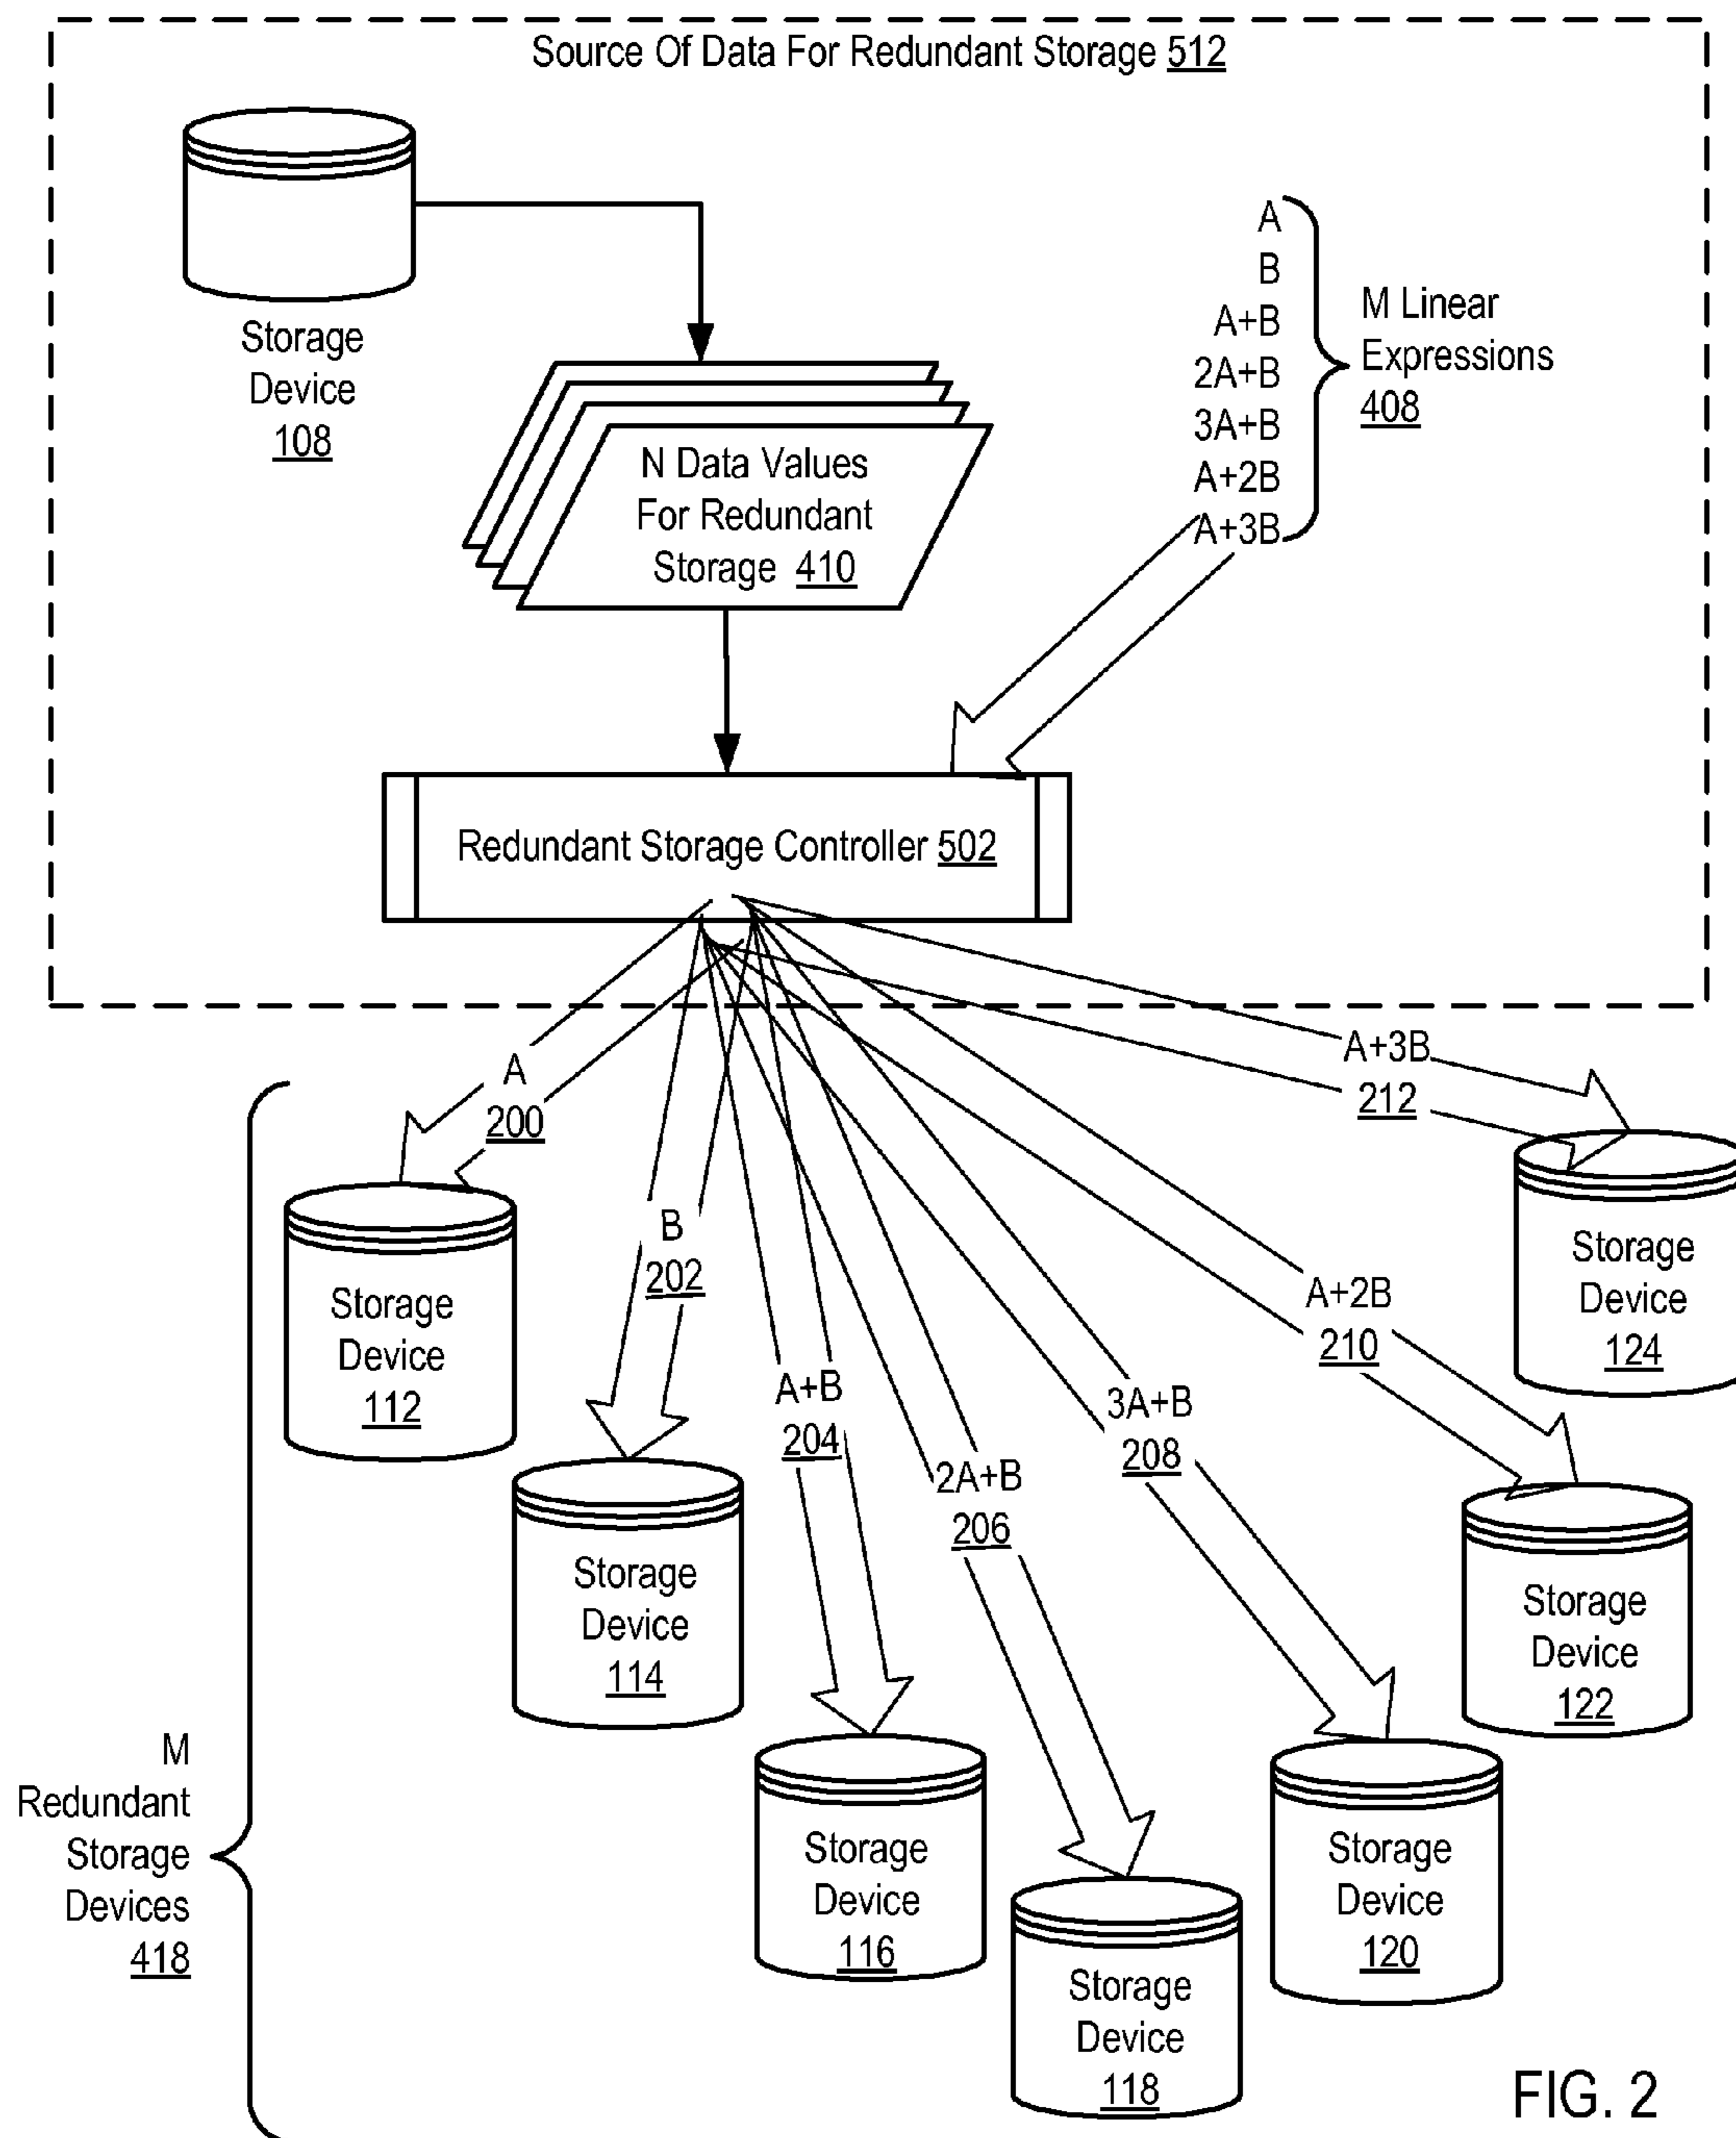 Source Of Data For Redundant Storage 512
Storage
Device
108
A
B
A+B
2A+B
3A+B
A+2B
A+3B
M Linear
Expressions
408
N Data Values
For Redundant
Storage 410
Redundant Storage Controller 502
A
200
B
202
A+B
204
2A+B
206
3A+B
208
A+2B
210
A+3B
212
Storage
Device
112
Storage
Device
114
Storage
Device
116
Storage
Device
118
Storage
Device
120
Storage
Device
122
Storage
Device
124
M
Redundant
Storage
Devices
418
FIG. 2